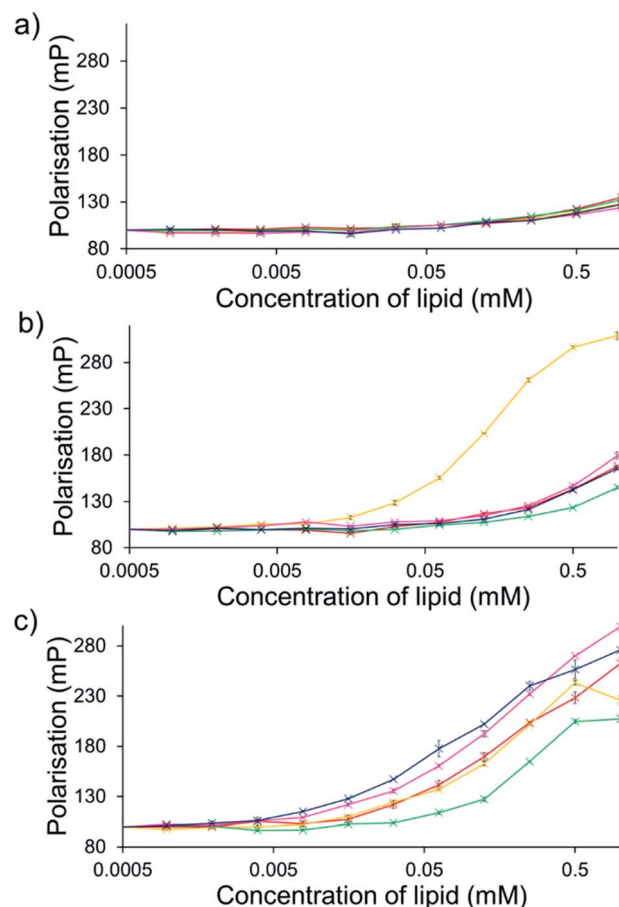 a)
Polarisation (mP)
280
230
180
130
80
0.0005 0.005 0.05 0.5
Concentration of lipid (mM)
b)
Polarisation (mP)
280
230
180
130
80
0.0005 0.005 0.05 0.5
Concentration of lipid (mM)
c)
Polarisation (mP)
280
230
180
130
80
0.0005 0.005 0.05 0.5
Concentration of lipid (mM)